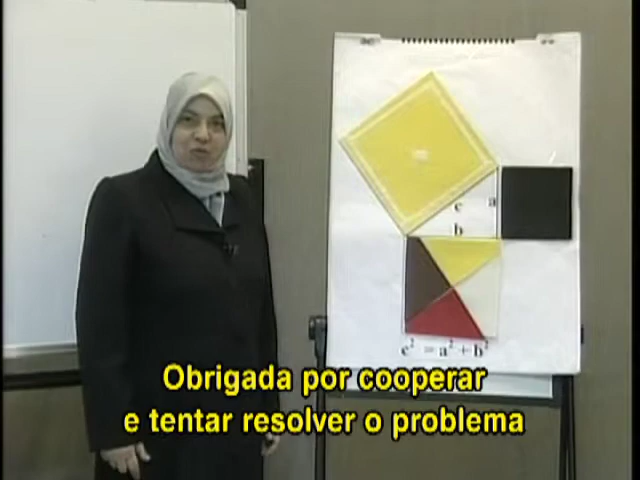 c
a
b
c² = a² + b²
Obrigada por cooperar
e tentar resolver o problema